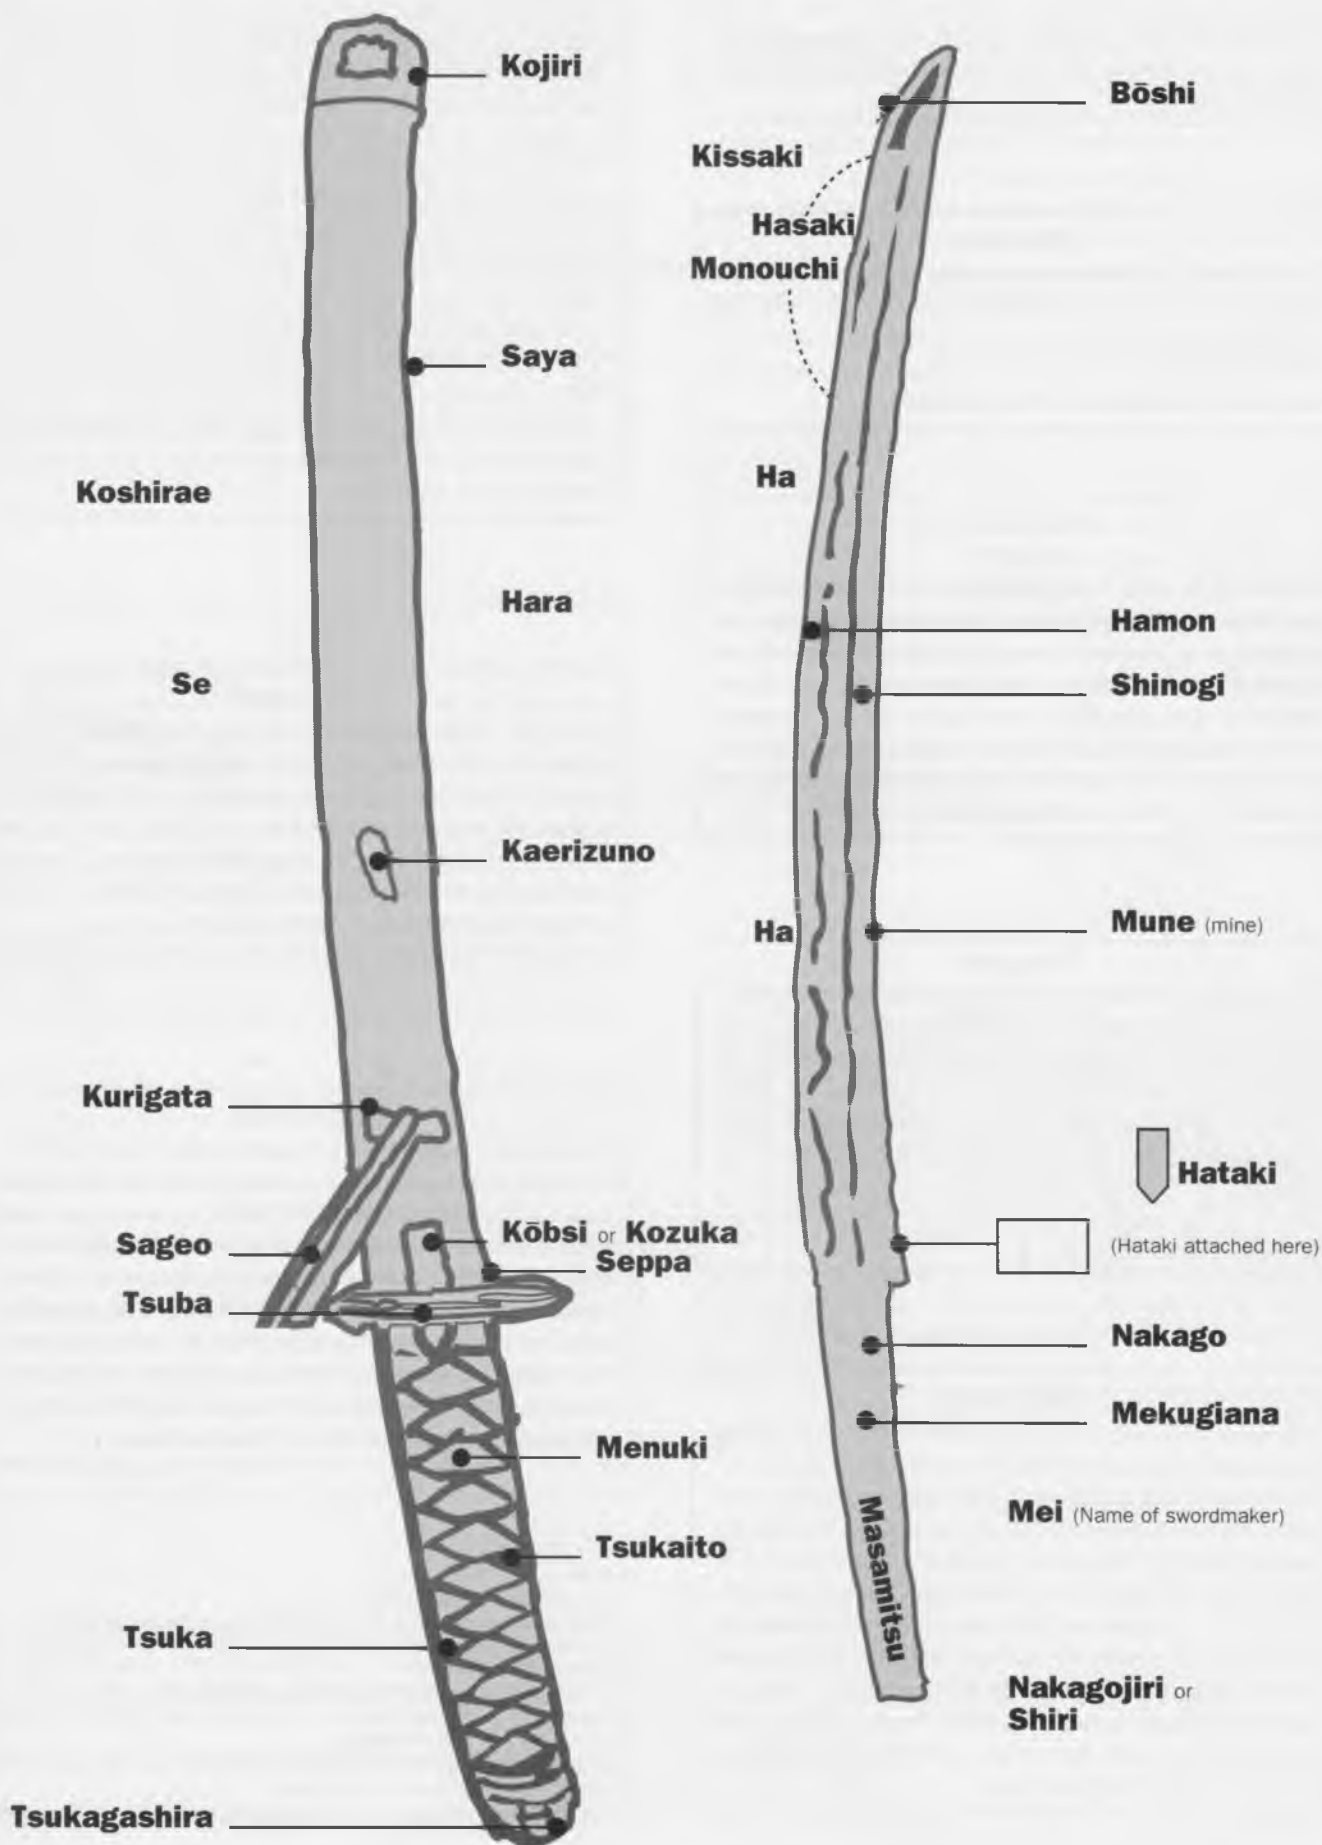 Kojiri
Saya
Koshirae
Hara
Se
Kaerizuno
Kurigata
Sageo
Kōbsi or Kozuka
Seppa
Tsuba
Menuki
Tsukaito
Tsuka
Tsukagashira
Bōshi
Kissaki
Hasaki
Monouchi
Ha
Hamon
Shinogi
Ha
Mune (mine)
Hataki
(Hataki attached here)
Nakago
Mekugiana
Mei (Name of swordmaker)
Masamitsu
Nakagojiri or
Shiri